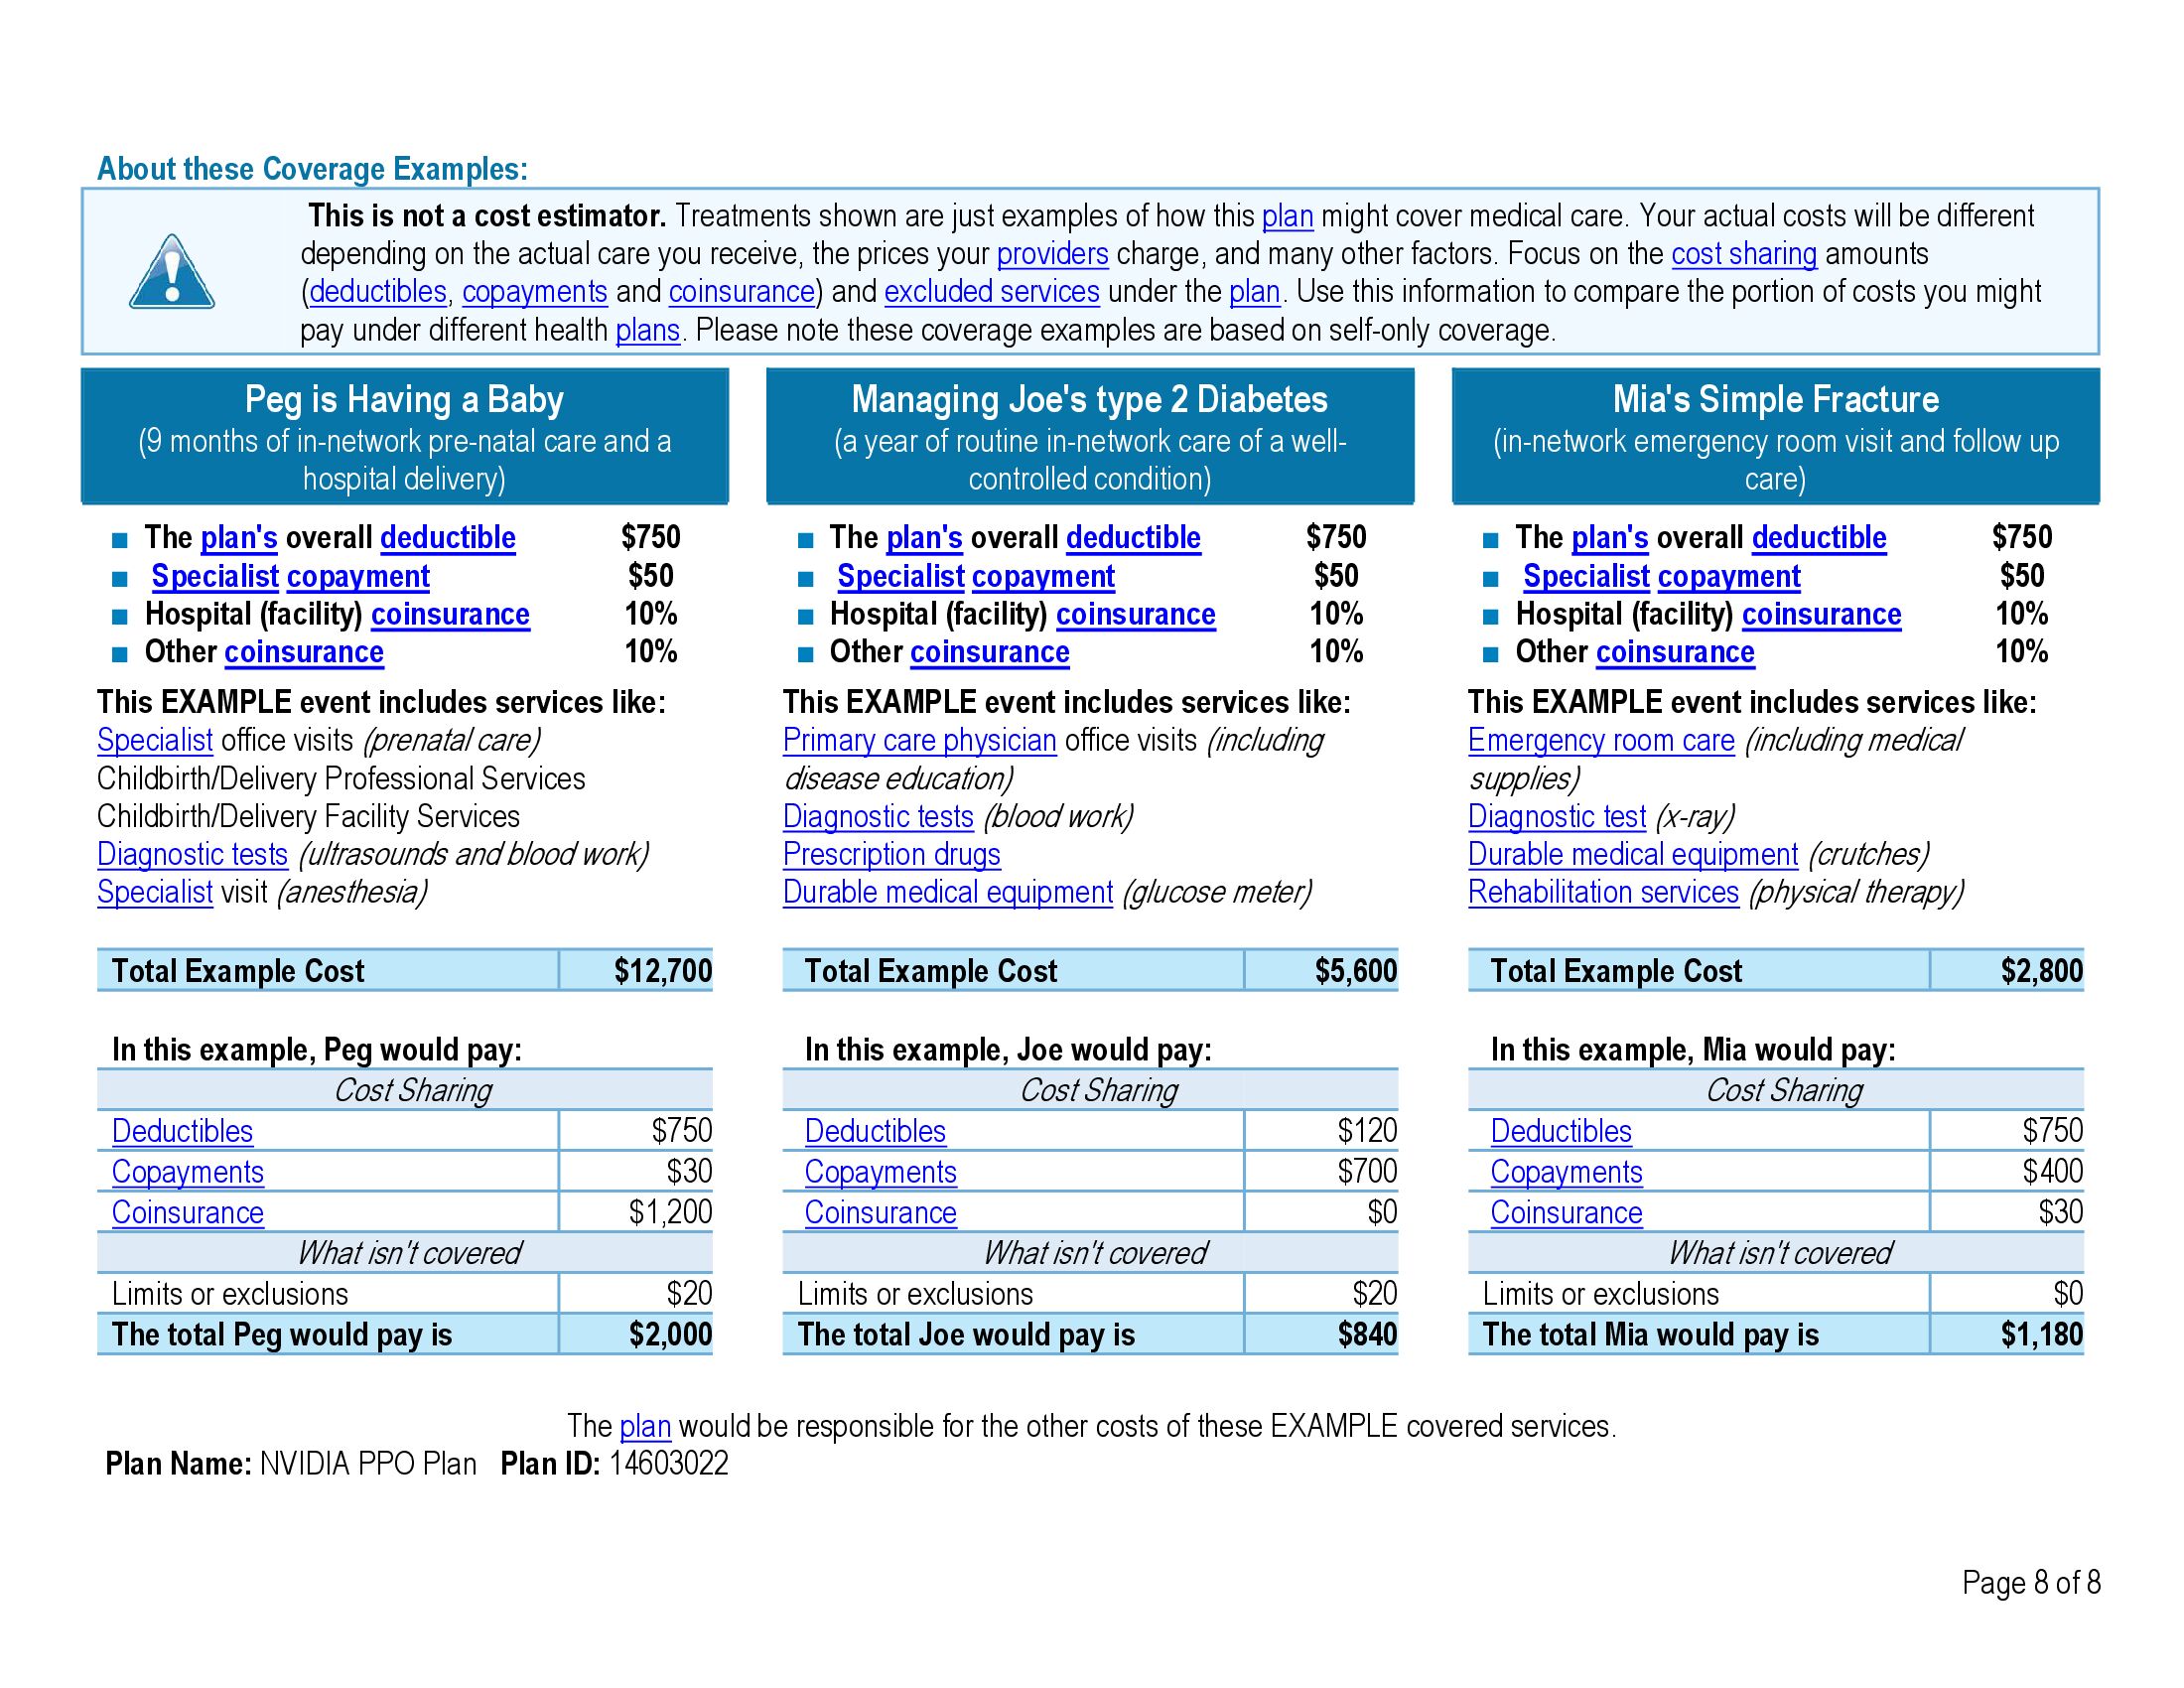 About these Coverage Examples:
This is not a cost estimator. Treatments shown are just examples of how this plan might cover medical care. Your actual costs will be different
depending on the actual care you receive, the prices your providers charge, and many other factors. Focus on the cost sharing amounts
(deductibles, copayments and coinsurance) and excluded services under the plan. Use this information to compare the portion of costs you might
pay under different health plans. Please note these coverage examples are based on self-only coverage.
Peg is Having a Baby
(9 months of in-network pre-natal care and a
hospital delivery)
■ The plan's overall deductible $750
■ Specialist copayment $50
■ Hospital (facility) coinsurance 10%
■ Other coinsurance 10%
This EXAMPLE event includes services like:
Specialist office visits (prenatal care)
Childbirth/Delivery Professional Services
Childbirth/Delivery Facility Services
Diagnostic tests (ultrasounds and blood work)
Specialist visit (anesthesia)
Total Example Cost $12,700
In this example, Peg would pay:
Cost Sharing
Deductibles $750
Copayments $30
Coinsurance $1,200
What isn't covered
Limits or exclusions $20
The total Peg would pay is $2,000
Managing Joe's type 2 Diabetes
(a year of routine in-network care of a well-
controlled condition)
■ The plan's overall deductible $750
■ Specialist copayment $50
■ Hospital (facility) coinsurance 10%
■ Other coinsurance 10%
This EXAMPLE event includes services like:
Primary care physician office visits (including
disease education)
Diagnostic tests (blood work)
Prescription drugs
Durable medical equipment (glucose meter)
Total Example Cost $5,600
In this example, Joe would pay:
Cost Sharing
Deductibles $120
Copayments $700
Coinsurance $0
What isn't covered
Limits or exclusions $20
The total Joe would pay is $840
Mia's Simple Fracture
(in-network emergency room visit and follow up
care)
■ The plan's overall deductible $750
■ Specialist copayment $50
■ Hospital (facility) coinsurance 10%
■ Other coinsurance 10%
This EXAMPLE event includes services like:
Emergency room care (including medical
supplies)
Diagnostic test (x-ray)
Durable medical equipment (crutches)
Rehabilitation services (physical therapy)
Total Example Cost $2,800
In this example, Mia would pay:
Cost Sharing
Deductibles $750
Copayments $400
Coinsurance $30
What isn't covered
Limits or exclusions $0
The total Mia would pay is $1,180
The plan would be responsible for the other costs of these EXAMPLE covered services.
Plan Name: NVIDIA PPO Plan Plan ID: 14603022
Page 8 of 8